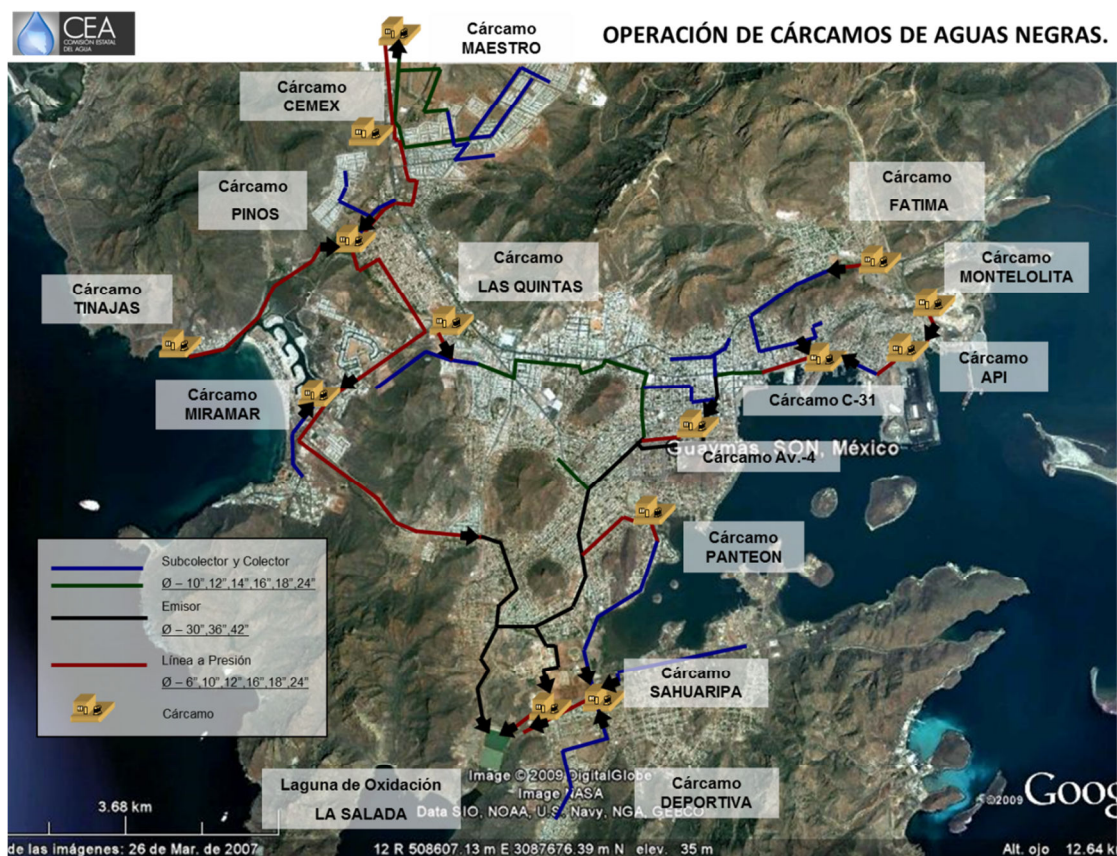 CEA
COMISIÓN ESTATAL
DEL AGUA
OPERACIÓN DE CÁRCAMOS DE AGUAS NEGRAS.
Cárcamo
MAESTRO
Cárcamo
CEMEX
Cárcamo
PINOS
Cárcamo
FATIMA
Cárcamo
LAS QUINTAS
Cárcamo
MONTELOLITA
Cárcamo
TINAJAS
Cárcamo
API
Cárcamo
MIRAMAR
Cárcamo C-31
Guaymas, SON, México
Cárcamo Av.-4
Cárcamo
PANTEON
Subcolector y Colector
Ø – 10”,12”,14”,16”,18”,24”
Emisor
Ø – 30”,36”,42”
Línea a Presión
Ø – 6”,10”,12”,16”,18”,24”
Cárcamo
Cárcamo
SAHUARIPA
Laguna de Oxidación
LA SALADA
Cárcamo
DEPORTIVA
Image © 2009 DigitalGlobe
Image NASA
Data SIO, NOAA, U.S. Navy, NGA, GEBCO
©2009 Goog
3.68 km
de las imágenes: 26 de Mar. de 2007
12 R 508607.13 m E 3087676.39 m N elev. 35 m
Alt. ojo 12.64 k